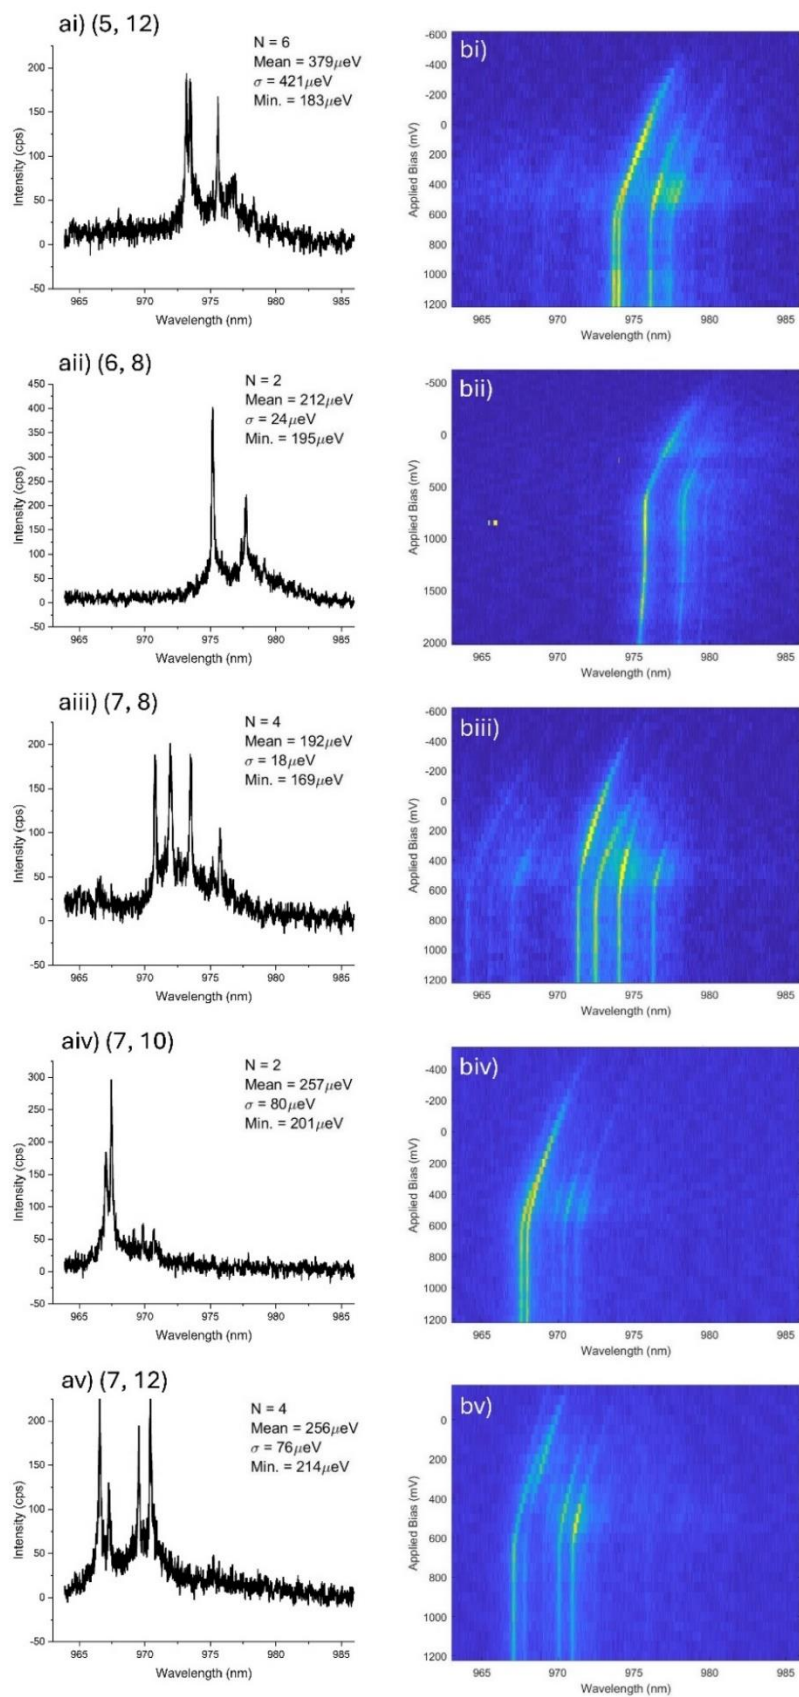 ai) (5, 12)
N = 6
Mean = 379μeV
σ = 421μeV
Min. = 183μeV
200
150
100
50
0
-50
Intensity (cps)
965 970 975 980 985
Wavelength (nm)
bi)
-600
-400
-200
0
200
400
600
800
1000
1200
Applied Bias (mV)
965 970 975 980 985
Wavelength (nm)
aii) (6, 8)
N = 2
Mean = 212μeV
σ = 24μeV
Min. = 195μeV
450
400
350
300
250
200
150
100
50
0
-50
Intensity (cps)
965 970 975 980 985
Wavelength (nm)
bii)
-500
0
500
1000
1500
2000
Applied Bias (mV)
965 970 975 980 985
Wavelength (nm)
aiii) (7, 8)
N = 4
Mean = 192μeV
σ = 18μeV
Min. = 169μeV
200
150
100
50
0
-50
Intensity (cps)
965 970 975 980 985
Wavelength (nm)
biii)
-600
-400
-200
0
200
400
600
800
1000
1200
Applied Bias (mV)
965 970 975 980 985
Wavelength (nm)
aiv) (7, 10)
N = 2
Mean = 257μeV
σ = 80μeV
Min. = 201μeV
300
250
200
150
100
50
0
-50
Intensity (cps)
965 970 975 980 985
Wavelength (nm)
biv)
-400
-200
0
200
400
600
800
1000
1200
Applied Bias (mV)
965 970 975 980 985
Wavelength (nm)
av) (7, 12)
N = 4
Mean = 256μeV
σ = 76μeV
Min. = 214μeV
200
150
100
50
0
-50
Intensity (cps)
965 970 975 980 985
Wavelength (nm)
bv)
0
200
400
600
800
1000
1200
Applied Bias (mV)
965 970 975 980 985
Wavelength (nm)